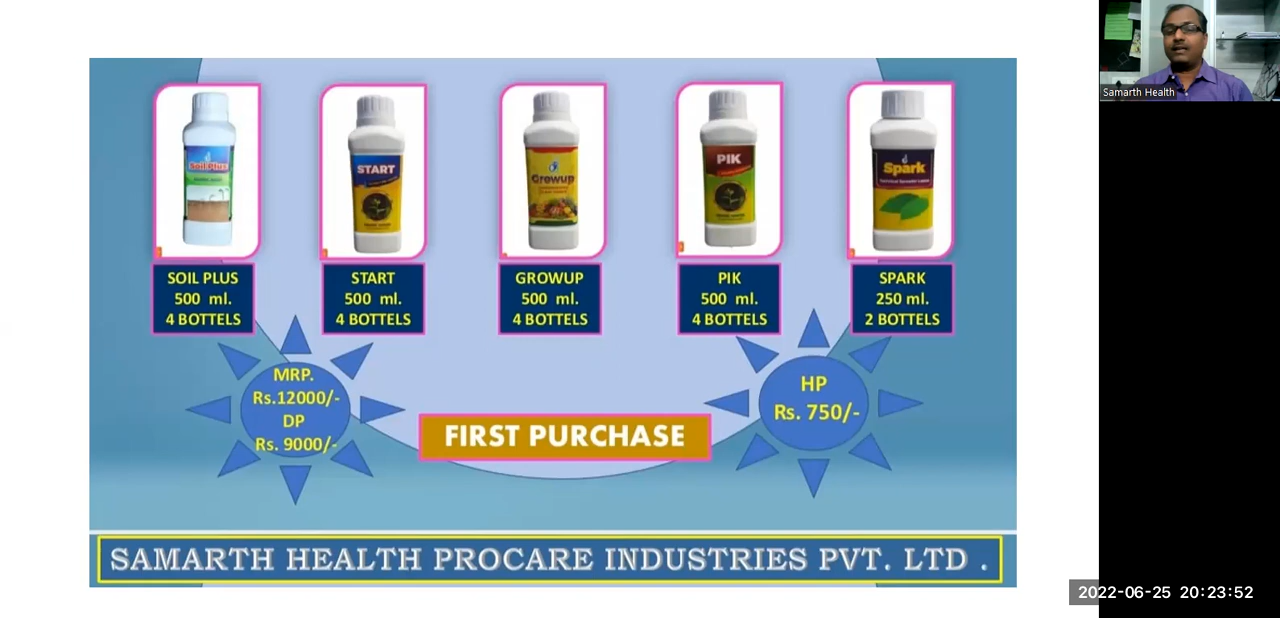 Samarth Health
Soil Plus
START
Growup
PIK
Spark
SOIL PLUS
500 ml.
4 BOTTELS
START
500 ml.
4 BOTTELS
GROWUP
500 ml.
4 BOTTELS
PIK
500 ml.
4 BOTTELS
SPARK
250 ml.
2 BOTTELS
MRP.
Rs.12000/-
DP
Rs. 9000/-
FIRST PURCHASE
HP
Rs. 750/-
SAMARTH HEALTH PROCARE INDUSTRIES PVT. LTD .
2022-06-25 20:23:52